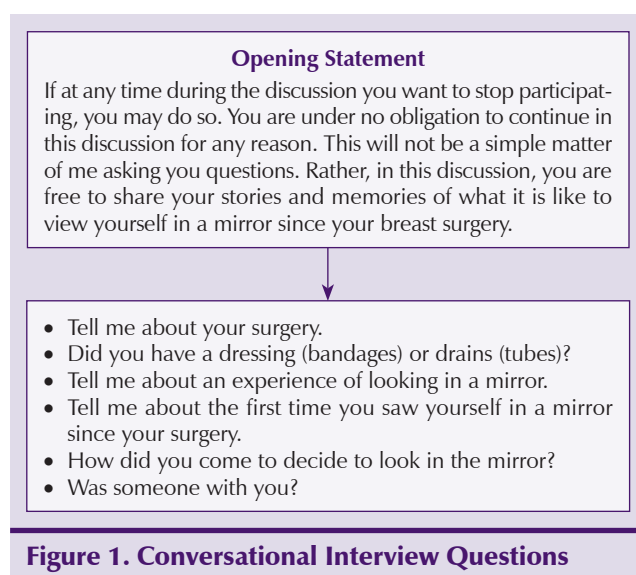 Opening Statement
If at any time during the discussion you want to stop participat-
ing, you may do so. You are under no obligation to continue in
this discussion for any reason. This will not be a simple matter
of me asking you questions. Rather, in this discussion, you are
free to share your stories and memories of what it is like to
view yourself in a mirror since your breast surgery.
• Tell me about your surgery.
• Did you have a dressing (bandages) or drains (tubes)?
• Tell me about an experience of looking in a mirror.
• Tell me about the first time you saw yourself in a mirror
since your surgery.
• How did you come to decide to look in the mirror?
• Was someone with you?
Figure 1. Conversational Interview Questions